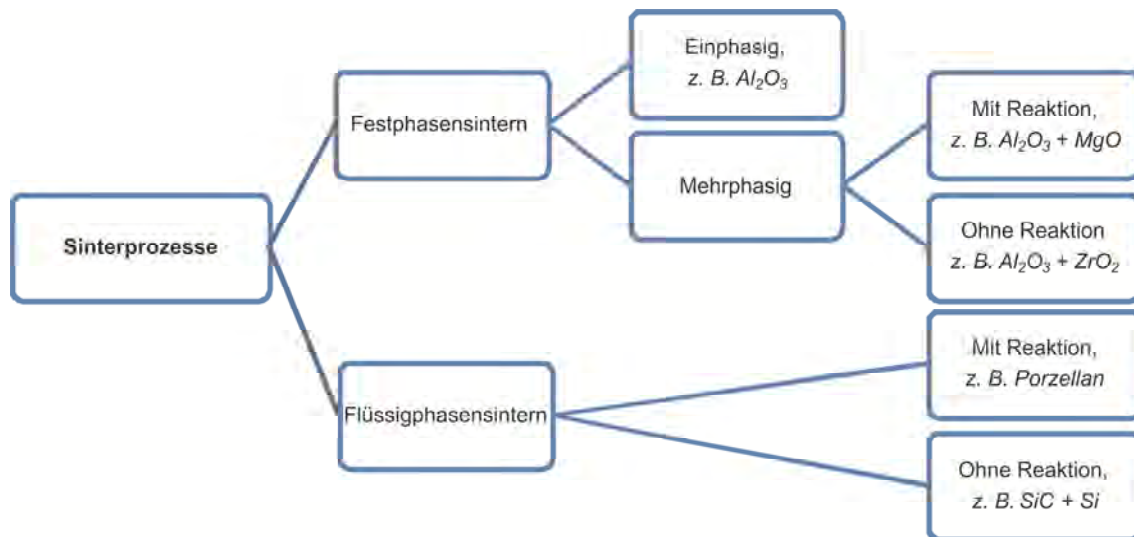 Einphasig,
z. B. Al₂O₃
Festphasensintern
Mit Reaktion,
z. B. Al₂O₃ + MgO
Mehrphasig
Sinterprozesse
Ohne Reaktion
z. B. Al₂O₃ + ZrO₂
Mit Reaktion,
z. B. Porzellan
Flüssigphasensintern
Ohne Reaktion,
z. B. SiC + Si